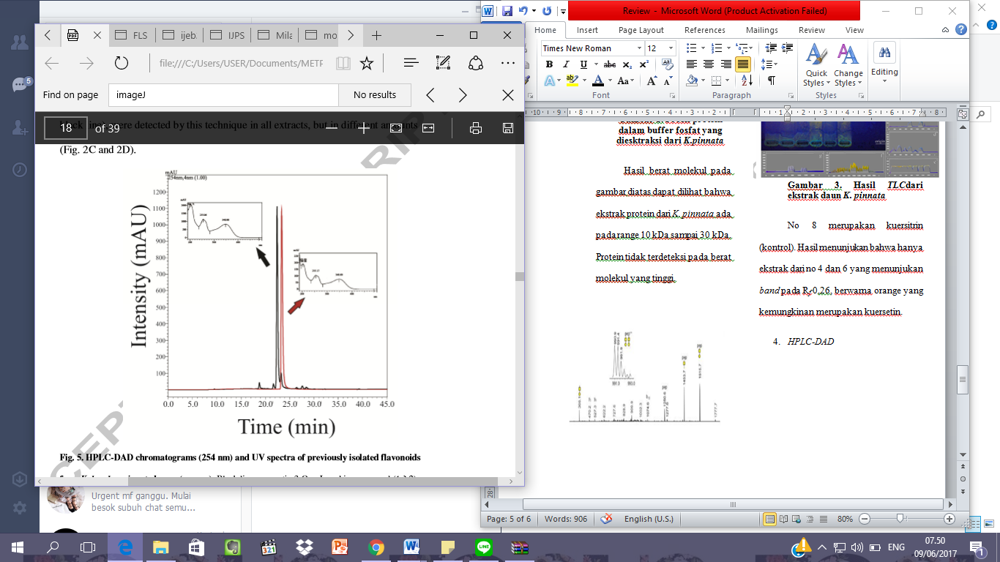 Review - Microsoft Word (Product Activation Failed)
FLS
ijeb
IJPS
Mila
mo
file:///C:/Users/USER/Documents/METF
Find on page
imageJ
No results
18
of 39
were detected by this technique in all extracts, but in different amounts
(Fig. 2C and 2D).
mAU
254nm,4nm (1.00)
Intensity (mAU)
1200
1100
1000
900
800
700
600
500
400
300
200
100
0.0
5.0
10.0
15.0
20.0
25.0
30.0
35.0
40.0
45.0
Time (min)
Fig. 5. HPLC-DAD chromatograms (254 nm) and UV spectra of previously isolated flavonoids
5
Urgent mf ganggu. Mulai
besok subuh chat semu...
Home
Insert
Page Layout
References
Mailings
Review
View
Times New Roman
12
Font
Paragraph
Quick
Styles
Change
Styles
Styles
Editing
dalam buffer fosfat yang
diesktraksi dari K.pinnata
Hasil berat molekul pada
gambar diatas dapat dilihat bahwa
ekstrak protein dari K. pinnata ada
pada range 10 kDa sampai 30 kDa.
Protein tidak terdeteksi pada berat
molekul yang tinggi.
Gambar 3. Hasil TLCdari
ekstrak daun K. pinnata
No 8 merupakan kuersitrin
(kontrol). Hasil menunjukan bahwa hanya
ekstrak dari no 4 dan 6 yang menunjukan
band pada Rf 0,26, berwarna orange yang
kemungkinan merupakan kuersetin.
4. HPLC-DAD
Page: 5 of 6
Words: 906
English (U.S.)
80%
ENG
07.50
09/06/2017
1